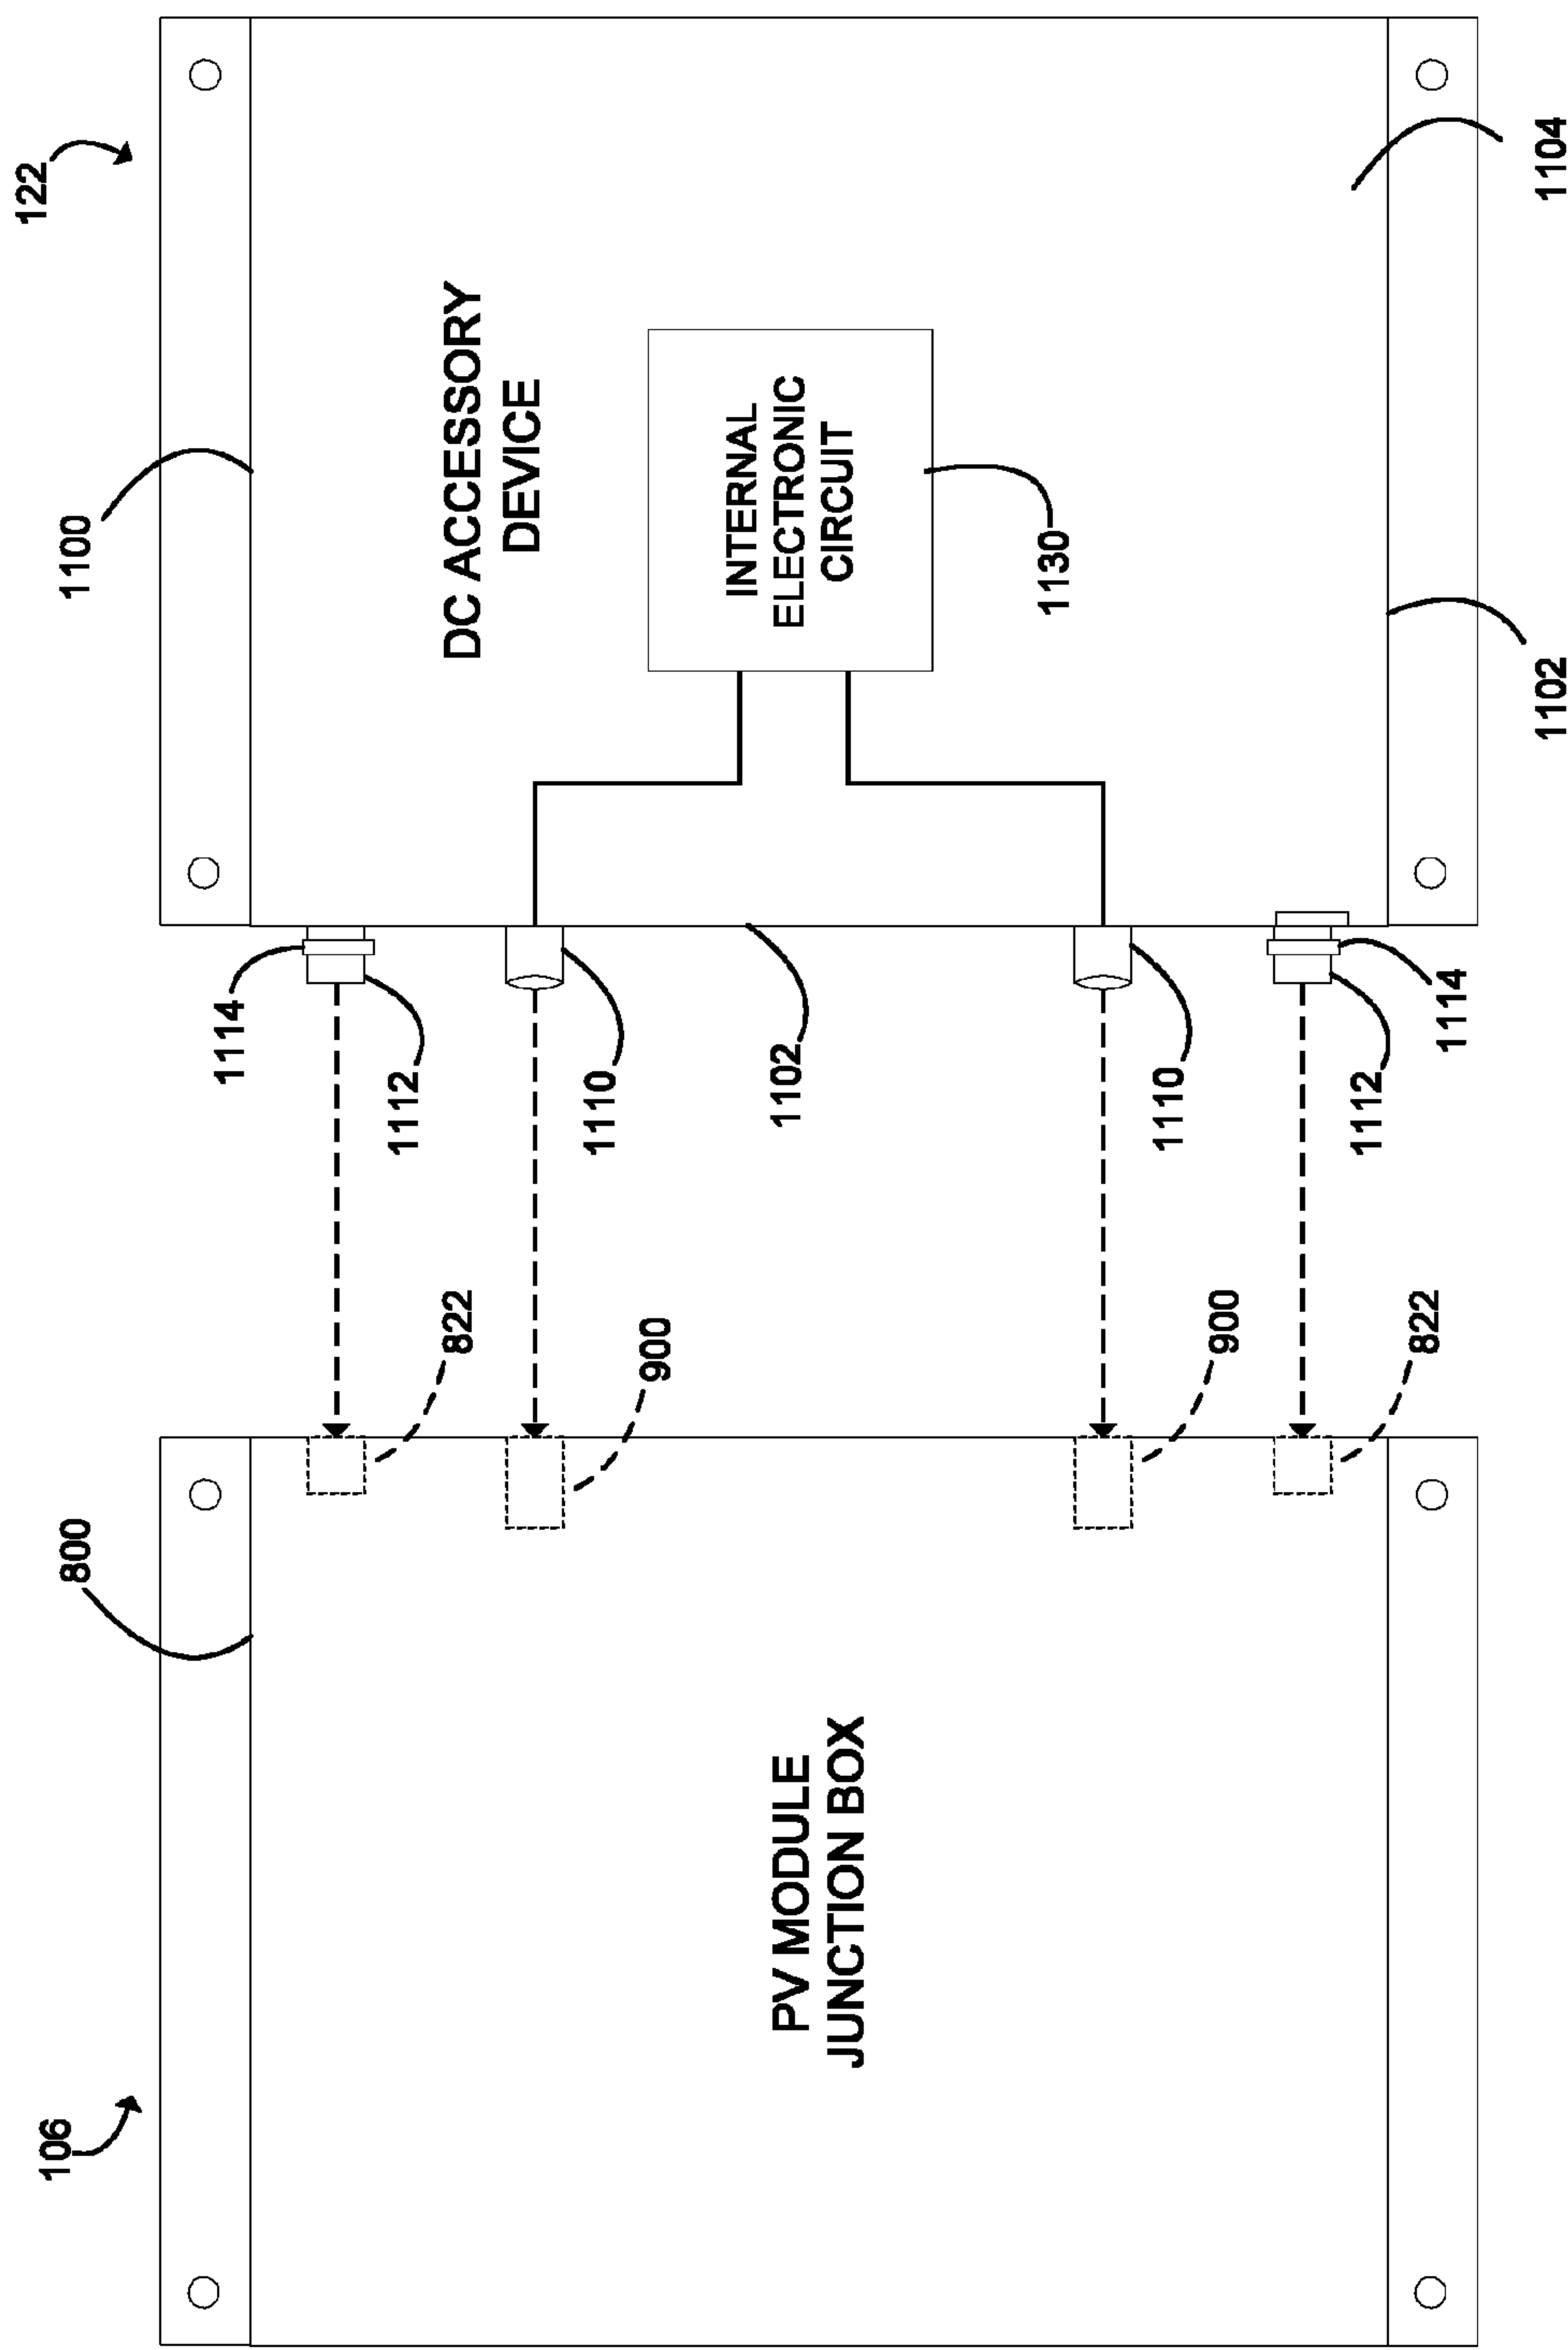 106
122
800
1100
1114
1112
822
DC ACCESSORY
DEVICE
1110
900
PV MODULE
JUNCTION BOX
1102
INTERNAL
ELECTRONIC
CIRCUIT
1130
900
1110
822
1112
1114
1102
1104